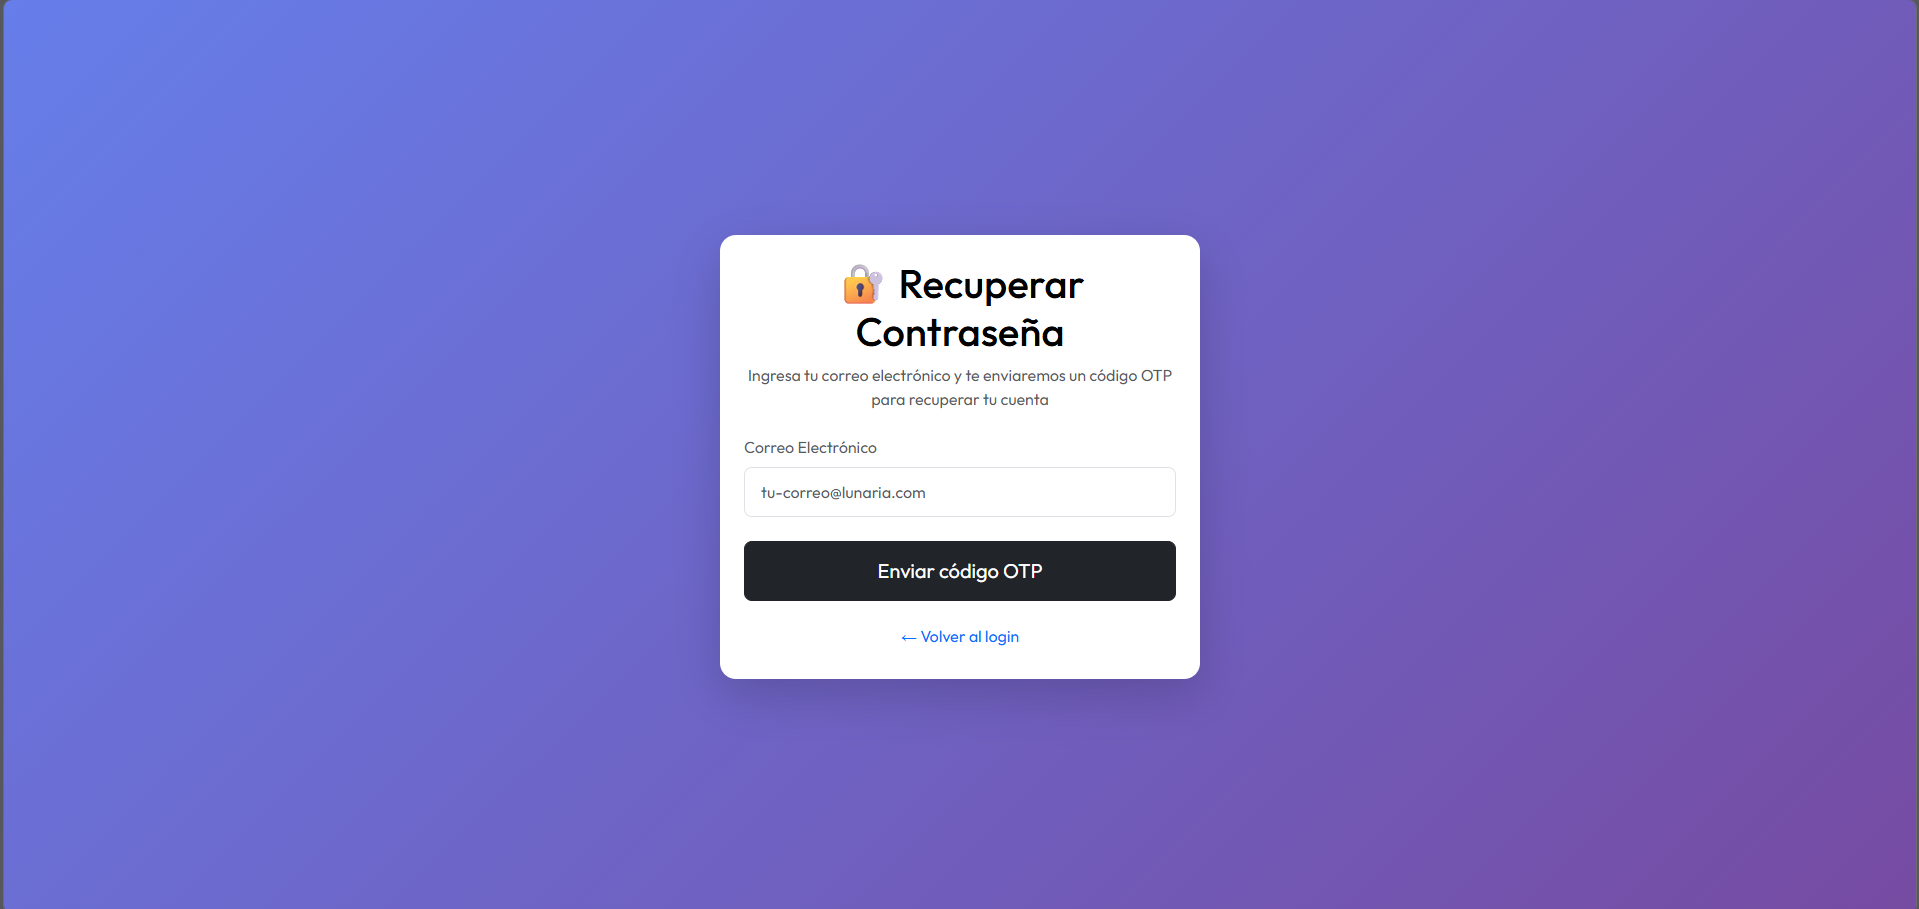 🔐 Recuperar
Contraseña
Ingresa tu correo electrónico y te enviaremos un código OTP
para recuperar tu cuenta
Correo Electrónico
tu-correo@lunaria.com
Enviar código OTP
← Volver al login